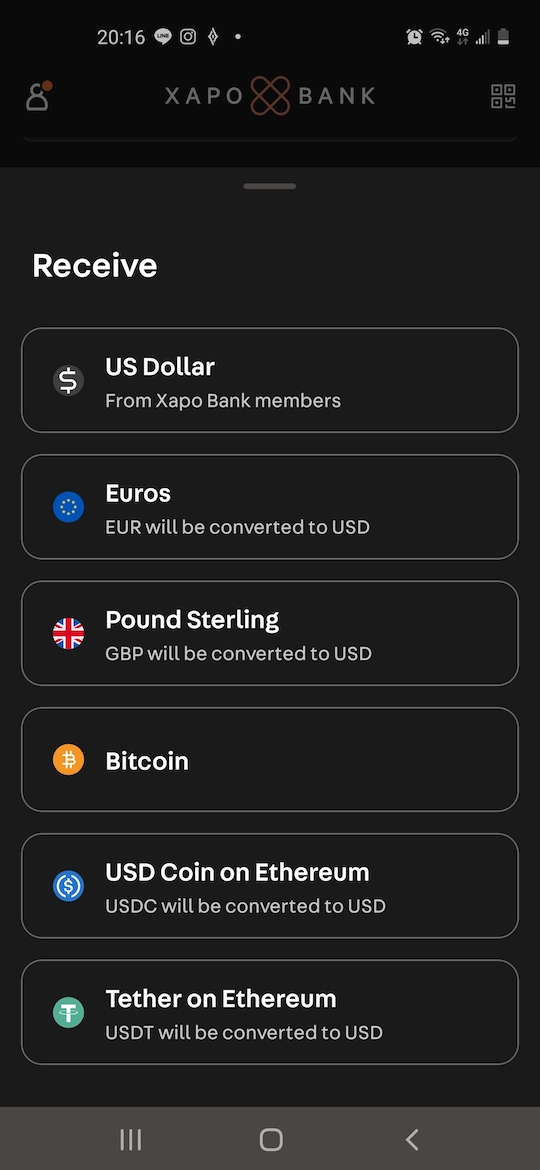 20:16
LINE
4G
XAPO BANK
Receive
US Dollar
From Xapo Bank members
Euros
EUR will be converted to USD
Pound Sterling
GBP will be converted to USD
Bitcoin
USD Coin on Ethereum
USDC will be converted to USD
Tether on Ethereum
USDT will be converted to USD